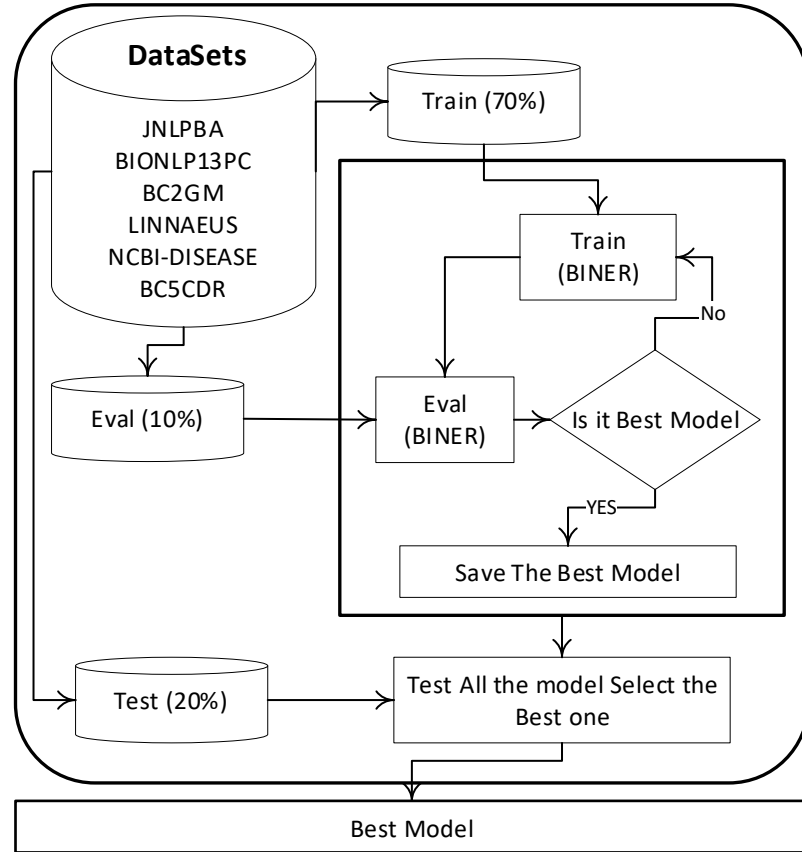 DataSets
JNLPBA
BIONLP13PC
BC2GM
LINNAEUS
NCBI-DISEASE
BC5CDR
Train (70%)
Train
(BINER)
No
Eval (10%)
Eval
(BINER)
Is it Best Model
YES
Save The Best Model
Test (20%)
Test All the model Select the
Best one
Best Model